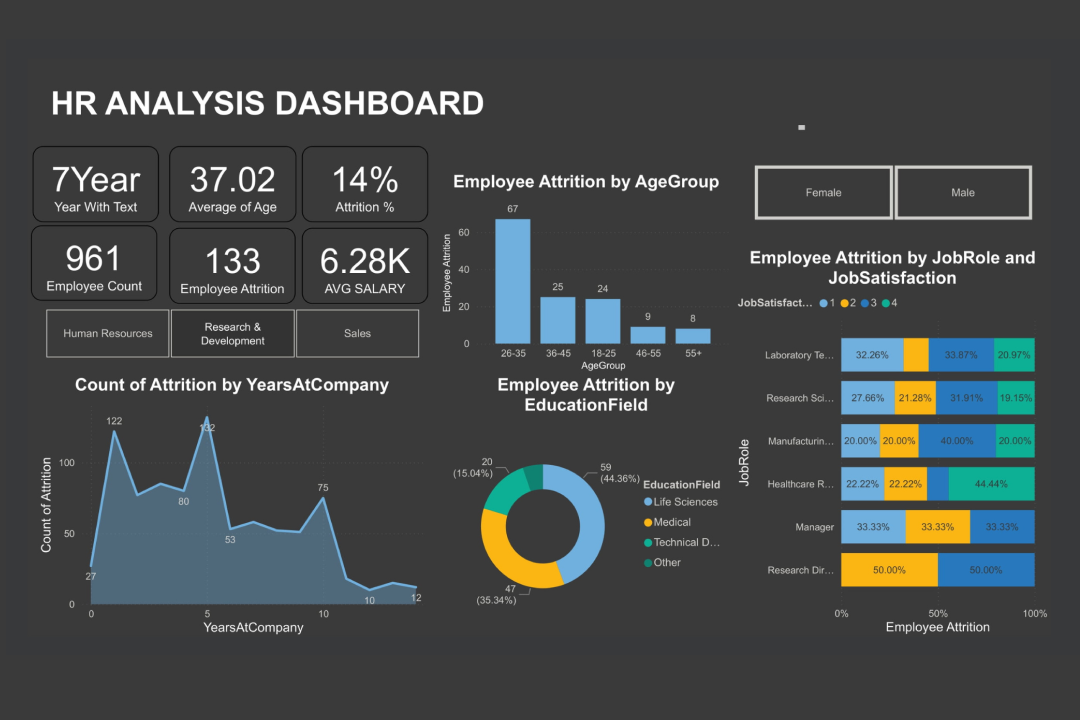 HR ANALYSIS DASHBOARD
7Year
Year With Text
37.02
Average of Age
14%
Attrition %
961
Employee Count
133
Employee Attrition
6.28K
AVG SALARY
Human Resources
Research &
Development
Sales
Employee Attrition by AgeGroup
Employee Attrition
60
40
20
0
67
25
24
9
8
26-35
36-45
18-25
46-55
55+
AgeGroup
Female
Male
Count of Attrition by YearsAtCompany
Count of Attrition
100
50
0
27
122
80
132
53
75
10
12
0
5
10
YearsAtCompany
Employee Attrition by
EducationField
20
(15.04%)
59
(44.36%)
47
(35.34%)
EducationField
Life Sciences
Medical
Technical D...
Other
Employee Attrition by JobRole and
JobSatisfaction
JobSatisfact... 1 2 3 4
JobRole
Laboratory Te... 32.26% 33.87% 20.97%
Research Sci... 27.66% 21.28% 31.91% 19.15%
Manufacturin... 20.00% 20.00% 40.00% 20.00%
Healthcare R... 22.22% 22.22% 44.44%
Manager 33.33% 33.33% 33.33%
Research Dir... 50.00% 50.00%
0% 50% 100%
Employee Attrition